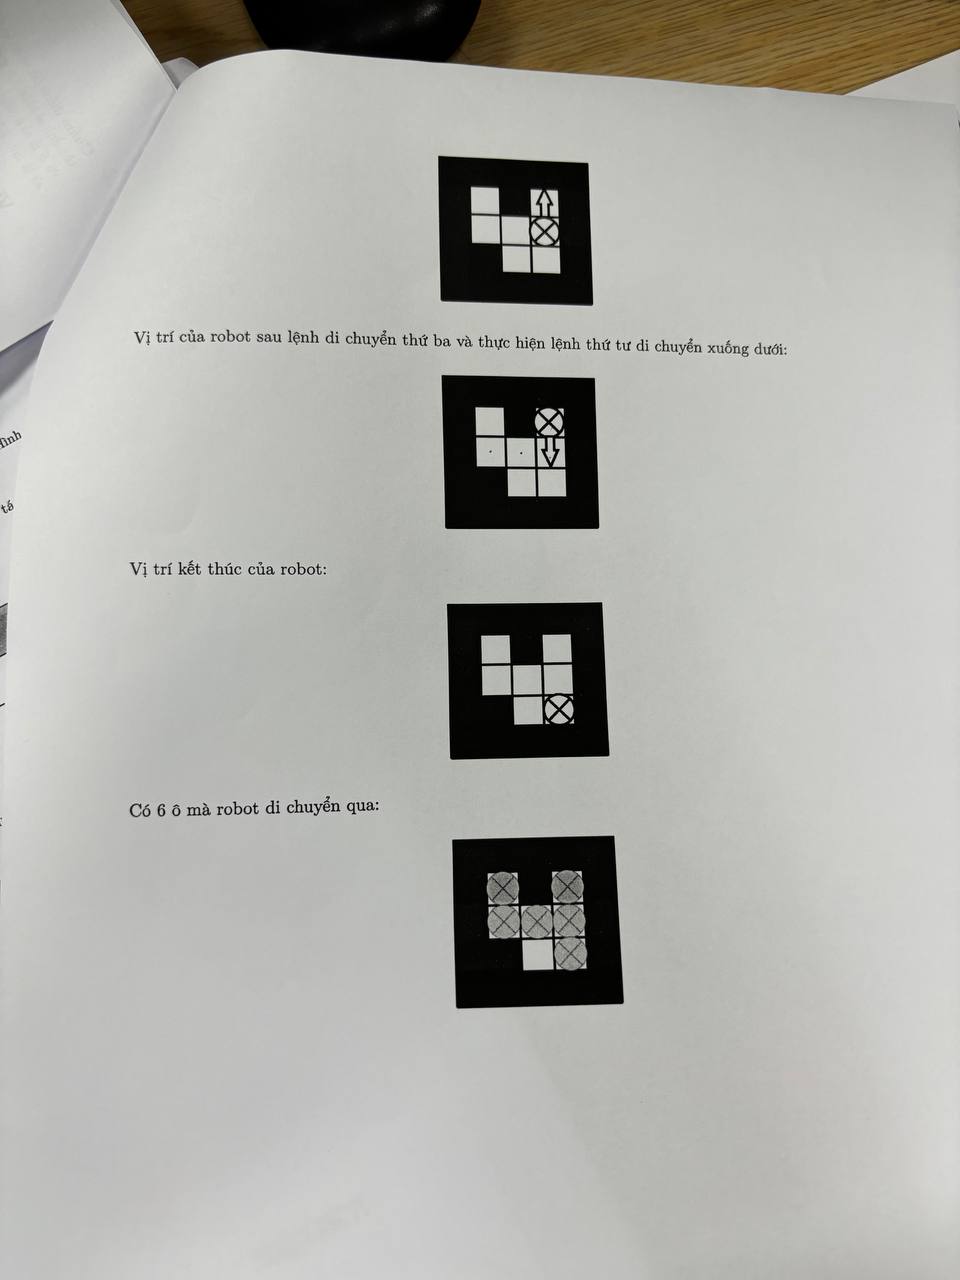 Vị trí của robot sau lệnh di chuyển thứ ba và thực hiện lệnh thứ tư di chuyển xuống dưới:
Vị trí kết thúc của robot:
Có 6 ô mà robot di chuyển qua: